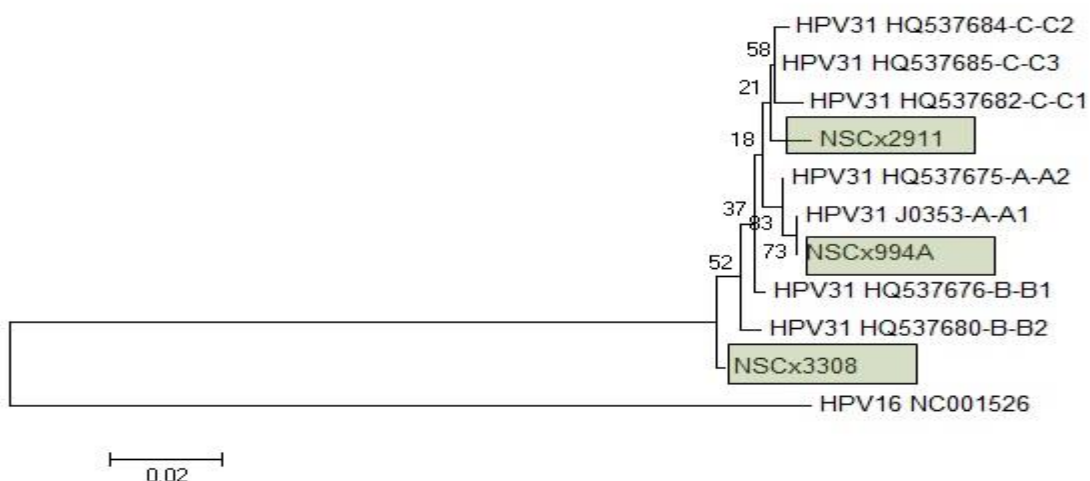 HPV31 HQ537684-C-C2
58
HPV31 HQ537685-C-C3
21
HPV31 HQ537682-C-C1
18
NSCx2911
HPV31 HQ537675-A-A2
37
83
HPV31 J0353-A-A1
73
NSCx994A
52
HPV31 HQ537676-B-B1
HPV31 HQ537680-B-B2
NSCx3308
HPV16 NC001526
0.02